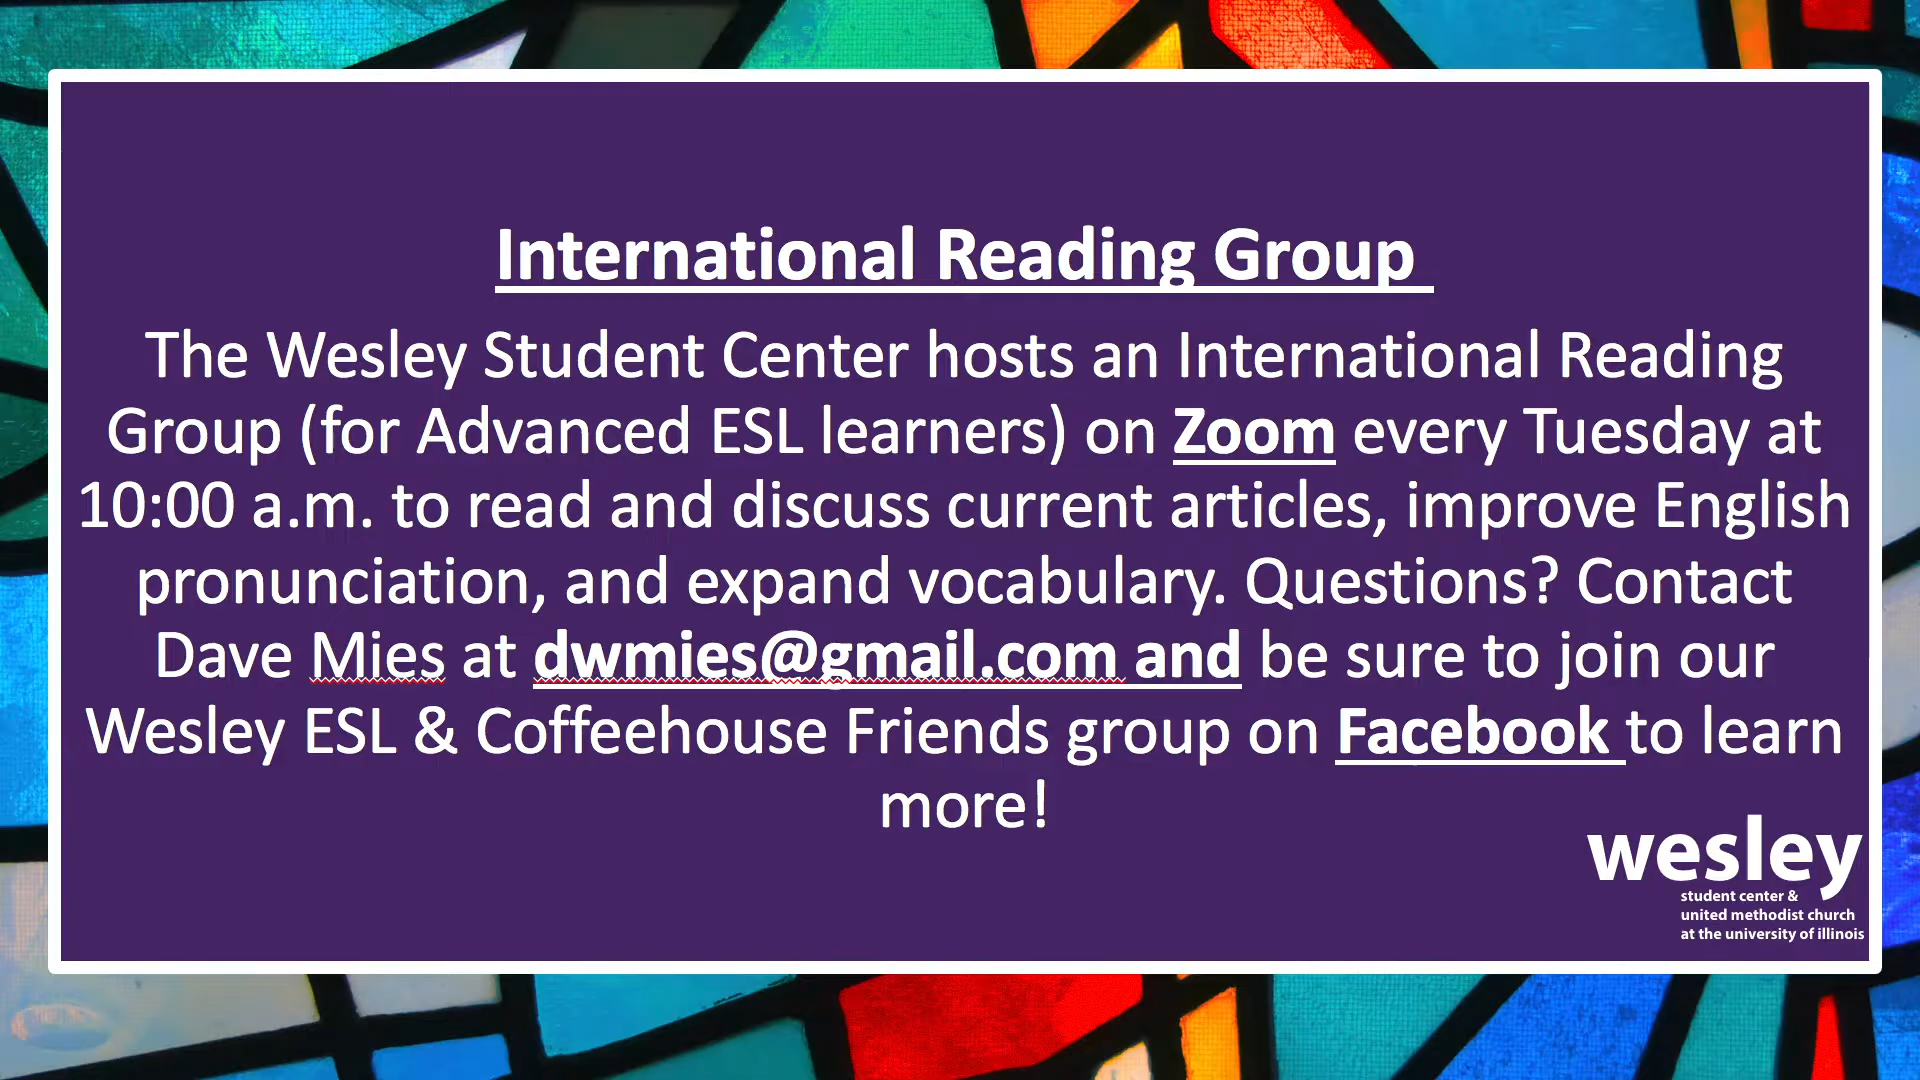 International Reading Group
The Wesley Student Center hosts an International Reading
Group (for Advanced ESL learners) on Zoom every Tuesday at
10:00 a.m. to read and discuss current articles, improve English
pronunciation, and expand vocabulary. Questions? Contact
Dave Mies at dwmies@gmail.com and be sure to join our
Wesley ESL & Coffeehouse Friends group on Facebook to learn
more!
wesley
student center &
united methodist church
at the university of illinois